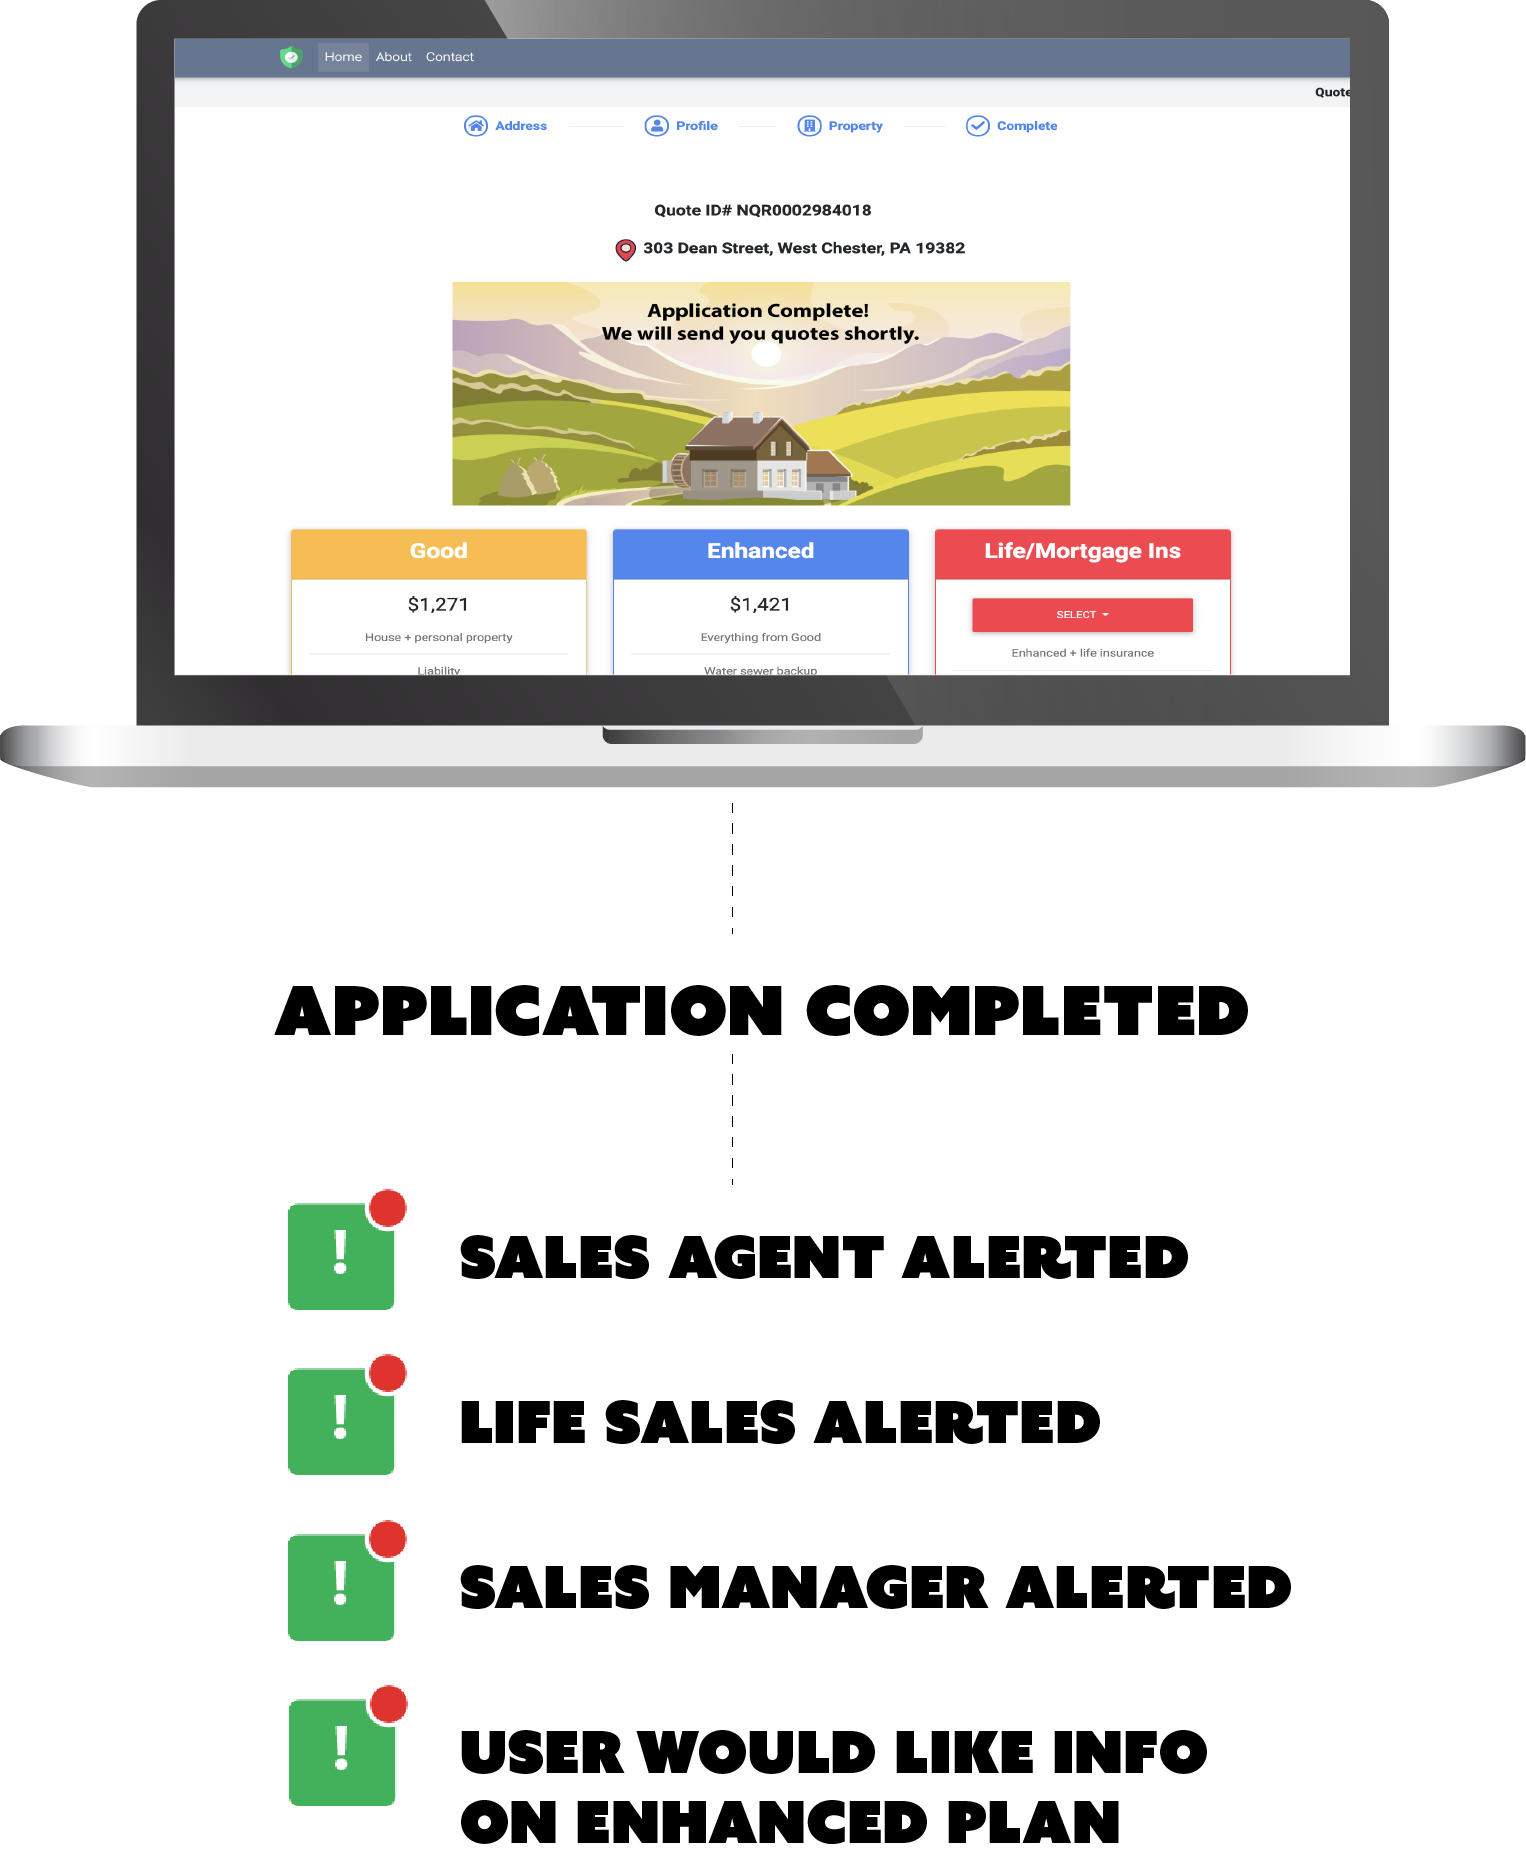 Home About Contact
Quote
Address Profile Property Complete
Quote ID# NQR0002984018
303 Dean Street, West Chester, PA 19382
Application Complete!
We will send you quotes shortly.
Good Enhanced Life/Mortgage Ins
$1,271 $1,421 SELECT
House + personal property Everything from Good Enhanced + life insurance
Liability Water sewer backup
APPLICATION COMPLETED
! SALES AGENT ALERTED
! LIFE SALES ALERTED
! SALES MANAGER ALERTED
! USER WOULD LIKE INFO
ON ENHANCED PLAN